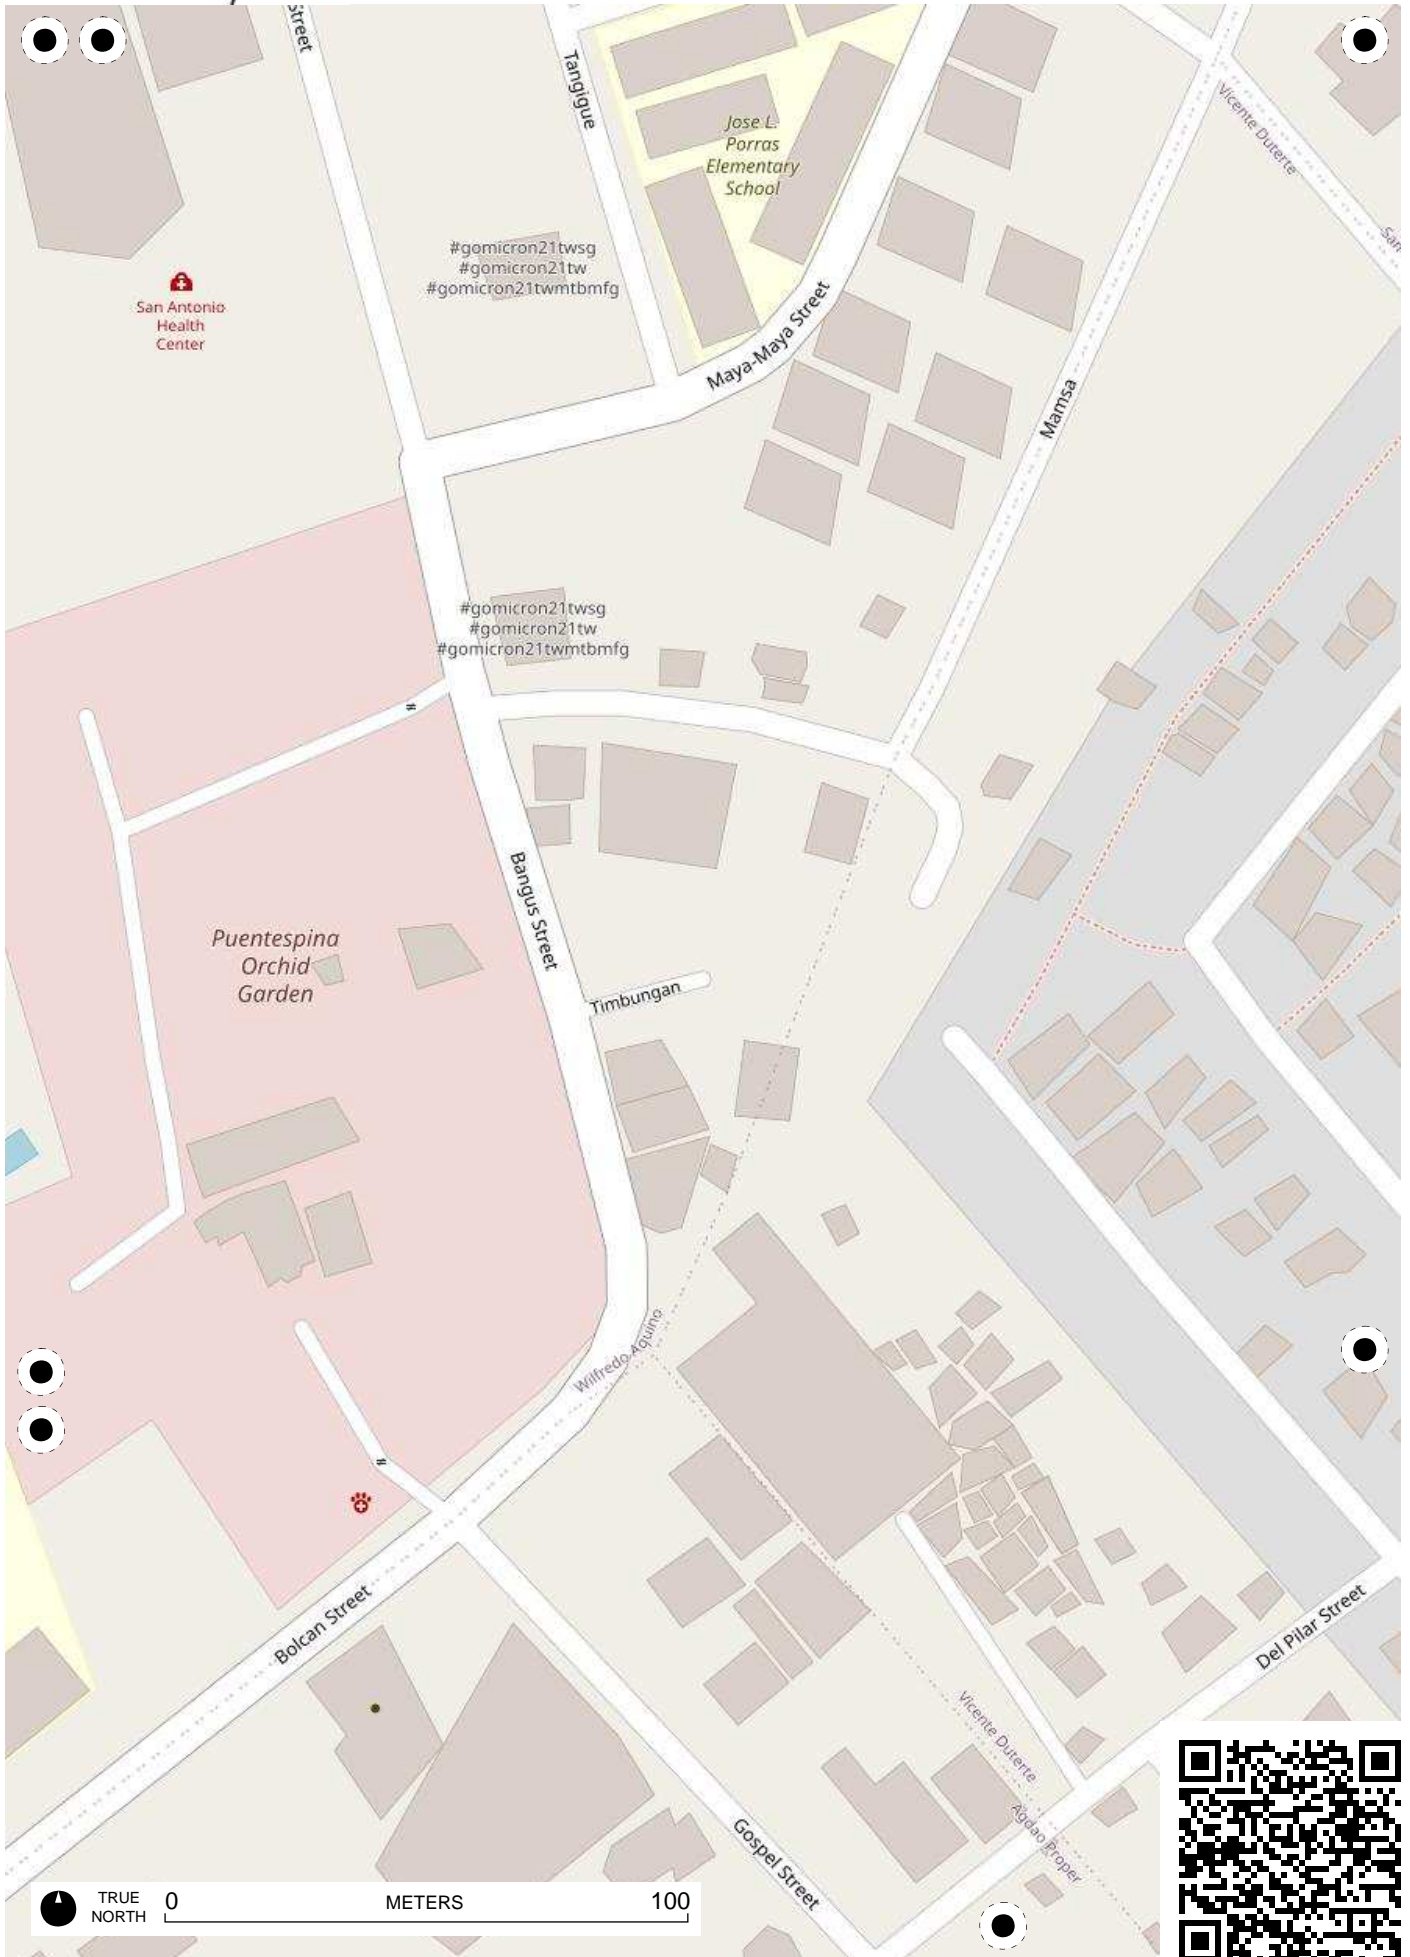 Street
Tangigue
Jose L.
Porras
Elementary
School
Vicente Duterte
San
#gomicron21twsg
#gomicron21tw
#gomicron21twmtbmfg
San Antonio
Health
Center
Maya-Maya Street
Mamsa
#gomicron21twsg
#gomicron21tw
#gomicron21twmtbmfg
Bangus Street
Puentespina
Orchid
Garden
Timbungan
Wilfredo Aquino
Bolcan Street
Del Pilar Street
Vicente Duterte
Agdao Proper
Gospel Street
TRUE
NORTH
0 METERS 100